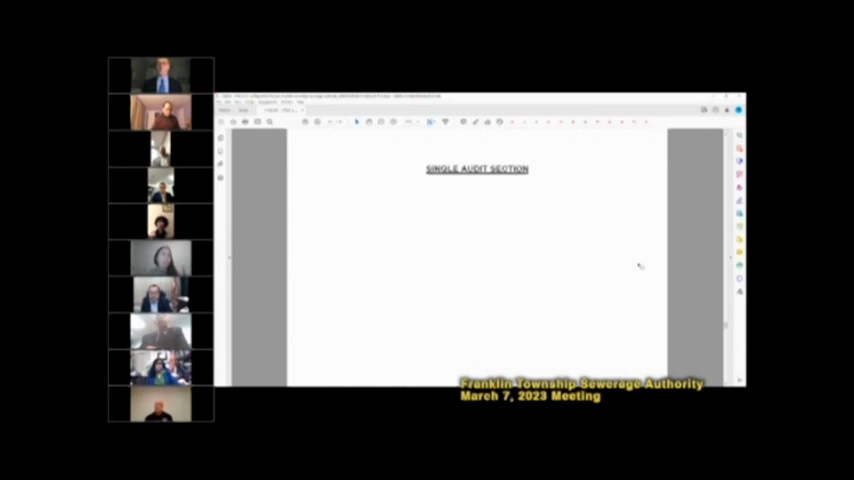 SINGLE AUDIT SECTION
Franklin Township Sewerage Authority
March 7, 2023 Meeting